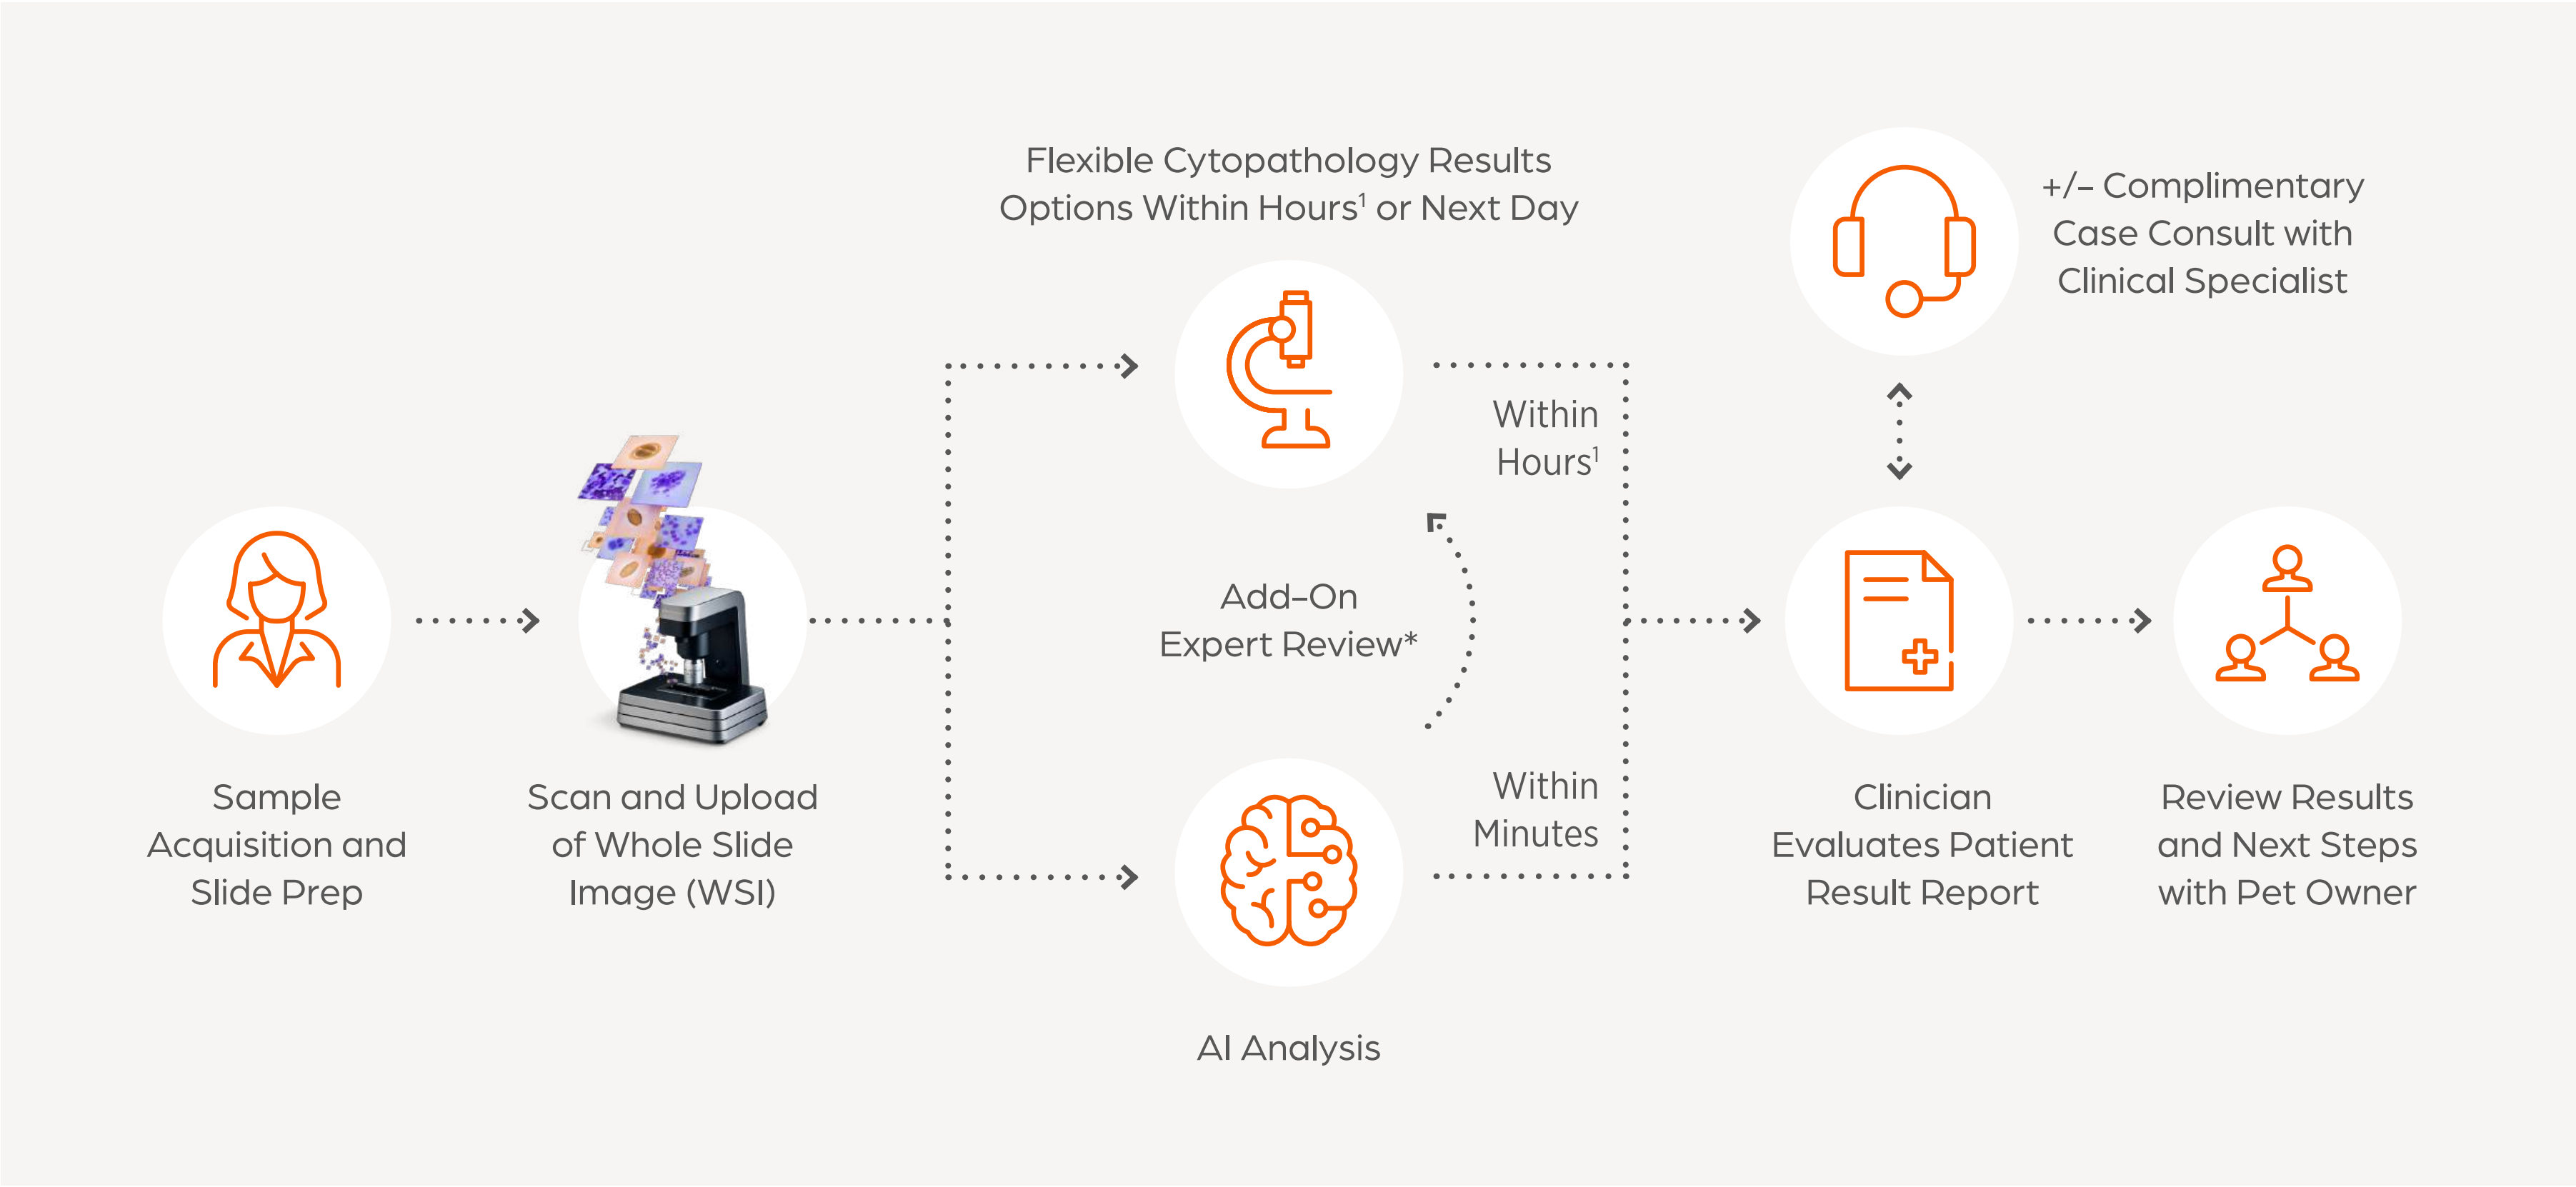 Flexible Cytopathology Results
Options Within Hours¹ or Next Day
+/- Complimentary
Case Consult with
Clinical Specialist
Within
Hours¹
Add-On
Expert Review*
Within
Minutes
Sample
Acquisition and
Slide Prep
Scan and Upload
of Whole Slide
Image (WSI)
AI Analysis
Clinician
Evaluates Patient
Result Report
Review Results
and Next Steps
with Pet Owner